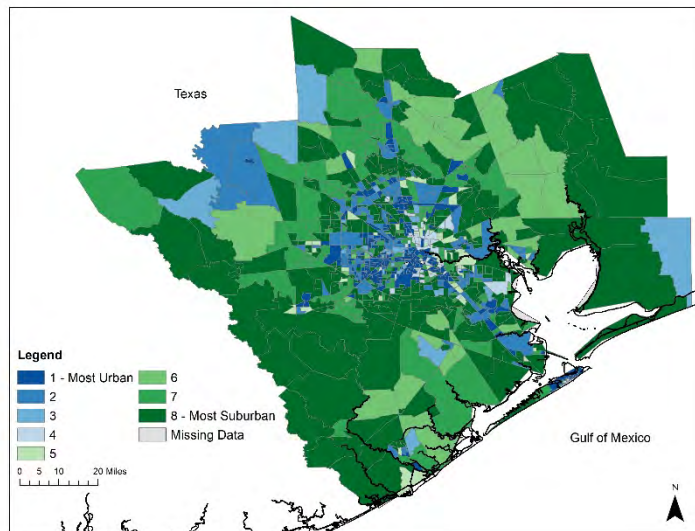 Texas
Legend
1 - Most Urban
2
3
4
5
6
7
8 - Most Suburban
Missing Data
0 5 10 20 Miles
Gulf of Mexico
N